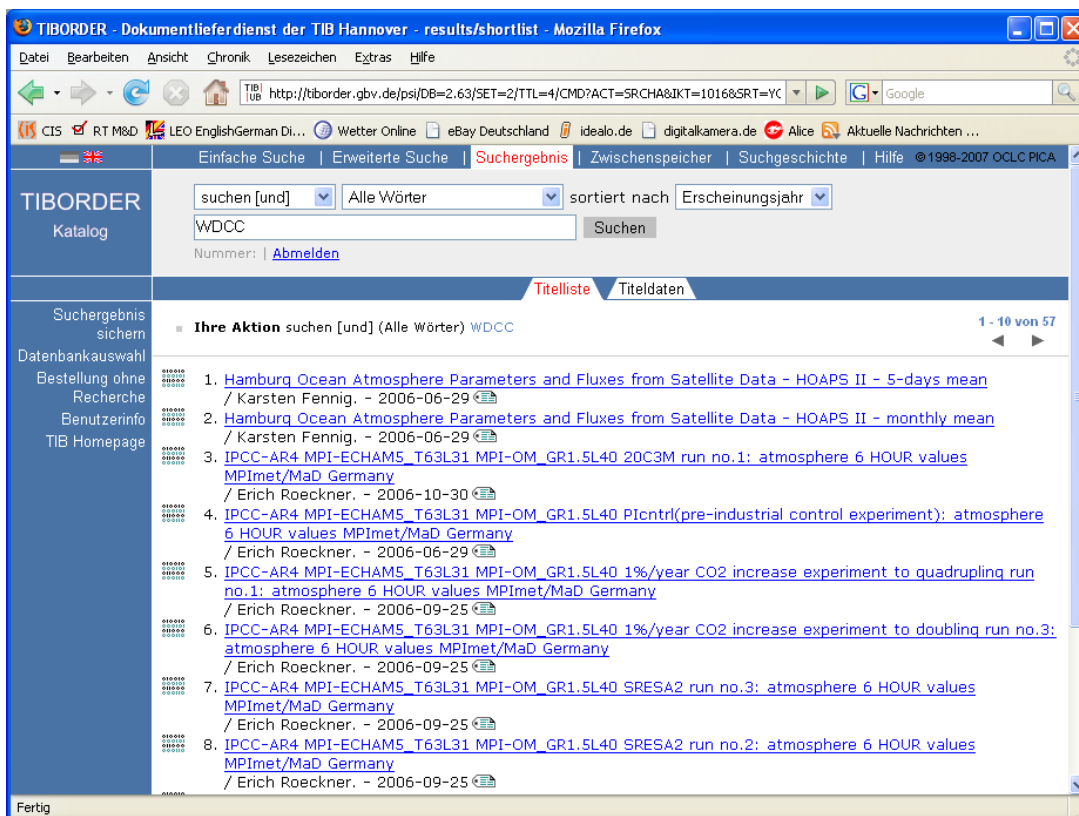 TIBORDER - Dokumentlieferdienst der TIB Hannover - results/shortlist - Mozilla Firefox
Datei Bearbeiten Ansicht Chronik Lesezeichen Extras Hilfe
TIB UB http://tiborder.gbv.de/psi/DB=2.63/SET=2/TTL=4/CMD?ACT=SRCHA&IKT=1016&SRT=YC G Google
CIS RT M&D LEO EnglishGerman Di... Wetter Online eBay Deutschland idealo.de digitalkamera.de Alice Aktuelle Nachrichten ...
Einfache Suche | Erweiterte Suche | Suchergebnis | Zwischenspeicher | Suchgeschichte | Hilfe © 1998-2007 OCLC PICA
TIBORDER
Katalog
suchen [und] Alle Wörter sortiert nach Erscheinungsjahr
WDCC Suchen
Nummer: | Abmelden
Titelliste Titeldaten
Suchergebnis sichern
Datenbankauswahl
Bestellung ohne Recherche
Benutzerinfo
TIB Homepage
Ihre Aktion suchen [und] (Alle Wörter) WDCC
1 - 10 von 57
1. Hamburg Ocean Atmosphere Parameters and Fluxes from Satellite Data - HOAPS II - 5-days mean
/ Karsten Fennig. - 2006-06-29
2. Hamburg Ocean Atmosphere Parameters and Fluxes from Satellite Data - HOAPS II - monthly mean
/ Karsten Fennig. - 2006-06-29
3. IPCC-AR4 MPI-ECHAM5_T63L31 MPI-OM_GR1.5L40 20C3M run no.1: atmosphere 6 HOUR values
MPImet/MaD Germany
/ Erich Roeckner. - 2006-10-30
4. IPCC-AR4 MPI-ECHAM5_T63L31 MPI-OM_GR1.5L40 PIcntrl(pre-industrial control experiment): atmosphere
6 HOUR values MPImet/MaD Germany
/ Erich Roeckner. - 2006-06-29
5. IPCC-AR4 MPI-ECHAM5_T63L31 MPI-OM_GR1.5L40 1%/year CO2 increase experiment to quadrupling run
no.1: atmosphere 6 HOUR values MPImet/MaD Germany
/ Erich Roeckner. - 2006-09-25
6. IPCC-AR4 MPI-ECHAM5_T63L31 MPI-OM_GR1.5L40 1%/year CO2 increase experiment to doubling run no.3:
atmosphere 6 HOUR values MPImet/MaD Germany
/ Erich Roeckner. - 2006-09-25
7. IPCC-AR4 MPI-ECHAM5_T63L31 MPI-OM_GR1.5L40 SRESA2 run no.3: atmosphere 6 HOUR values
MPImet/MaD Germany
/ Erich Roeckner. - 2006-09-25
8. IPCC-AR4 MPI-ECHAM5_T63L31 MPI-OM_GR1.5L40 SRESA2 run no.2: atmosphere 6 HOUR values
MPImet/MaD Germany
/ Erich Roeckner. - 2006-09-25
Fertig